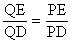 QE/QD = PE/PD